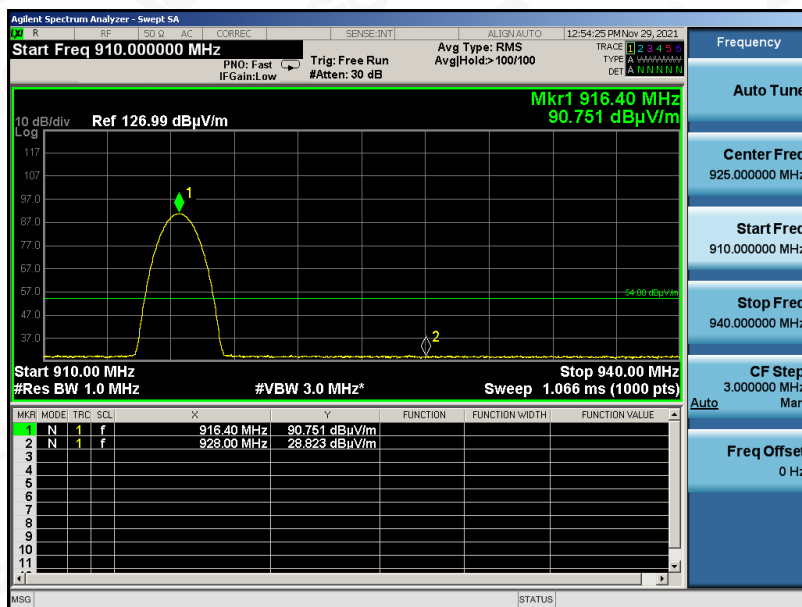 Agilent Spectrum Analyzer - Swept SA
LXI R RF 50 Ω AC CORREC SENSE:INT ALIGN AUTO 12:54:25 PM Nov 29, 2021
Start Freq 910.000000 MHz
PNO: Fast
IFGain:Low
Trig: Free Run
#Atten: 30 dB
Avg Type: RMS
Avg|Hold:>100/100
TRACE 1 2 3 4 5 6
TYPE A
DET A N N N N N
Mkr1 916.40 MHz
90.751 dBµV/m
10 dB/div Ref 126.99 dBµV/m
Log
117
107
97.0
87.0
77.0
67.0
57.0
47.0
37.0
1
54.00 dBµV/m
2
Start 910.00 MHz Stop 940.00 MHz
#Res BW 1.0 MHz #VBW 3.0 MHz* Sweep 1.066 ms (1000 pts)
MKR MODE TRC SCL X Y FUNCTION FUNCTION WIDTH FUNCTION VALUE
1 N 1 f 916.40 MHz 90.751 dBµV/m
2 N 1 f 928.00 MHz 28.823 dBµV/m
3
4
5
6
7
8
9
10
11
MSG STATUS
Frequency
Auto Tune
Center Freq
925.000000 MHz
Start Freq
910.000000 MHz
Stop Freq
940.000000 MHz
CF Step
3.000000 MHz
Auto Man
Freq Offset
0 Hz